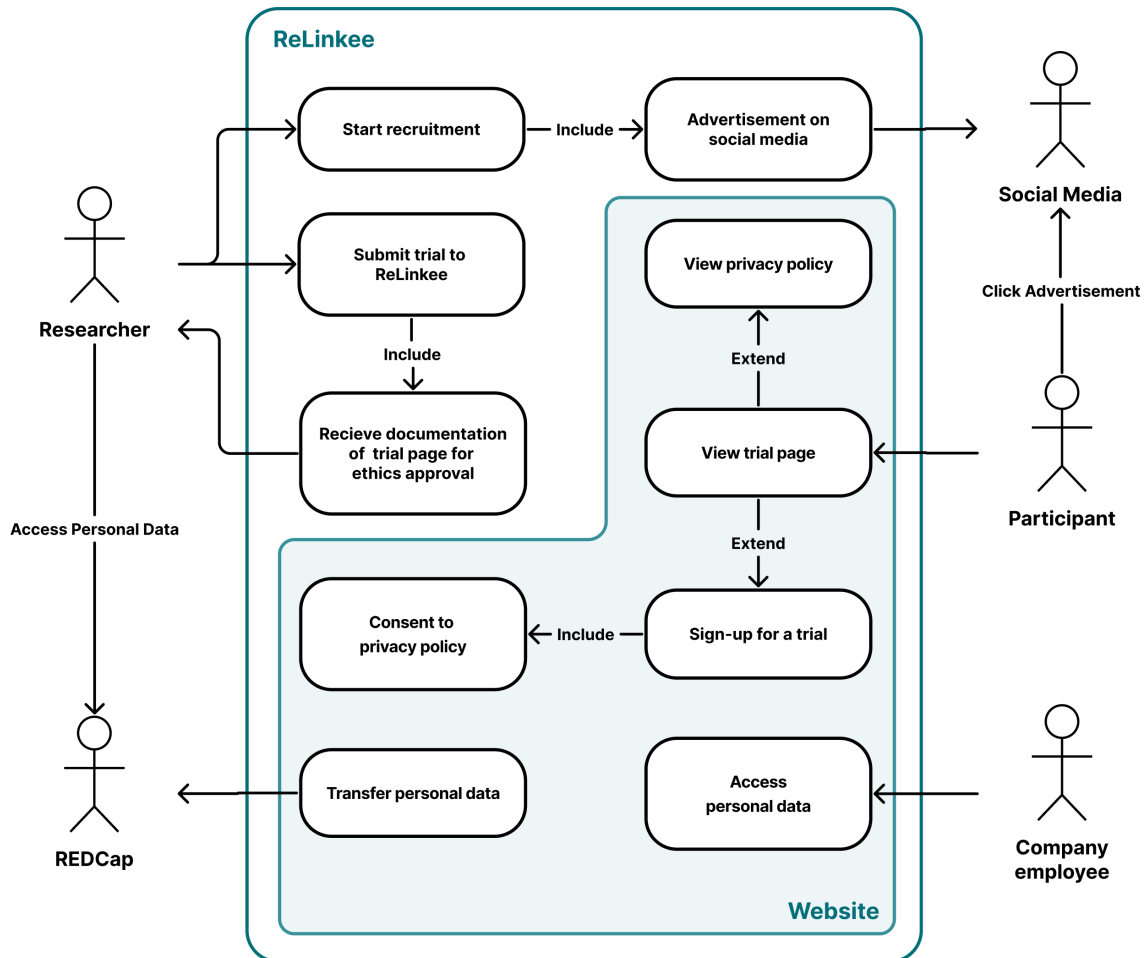 ReLinkee
Start recruitment
Include
Advertisement on
social media
Social Media
Submit trial to
ReLinkee
View privacy policy
Researcher
Click Advertisement
Include
Extend
Recieve documentation
of trial page for
ethics approval
View trial page
Participant
Access Personal Data
Extend
Consent to
privacy policy
Include
Sign-up for a trial
Transfer personal data
Access
personal data
REDCap
Company
employee
Website